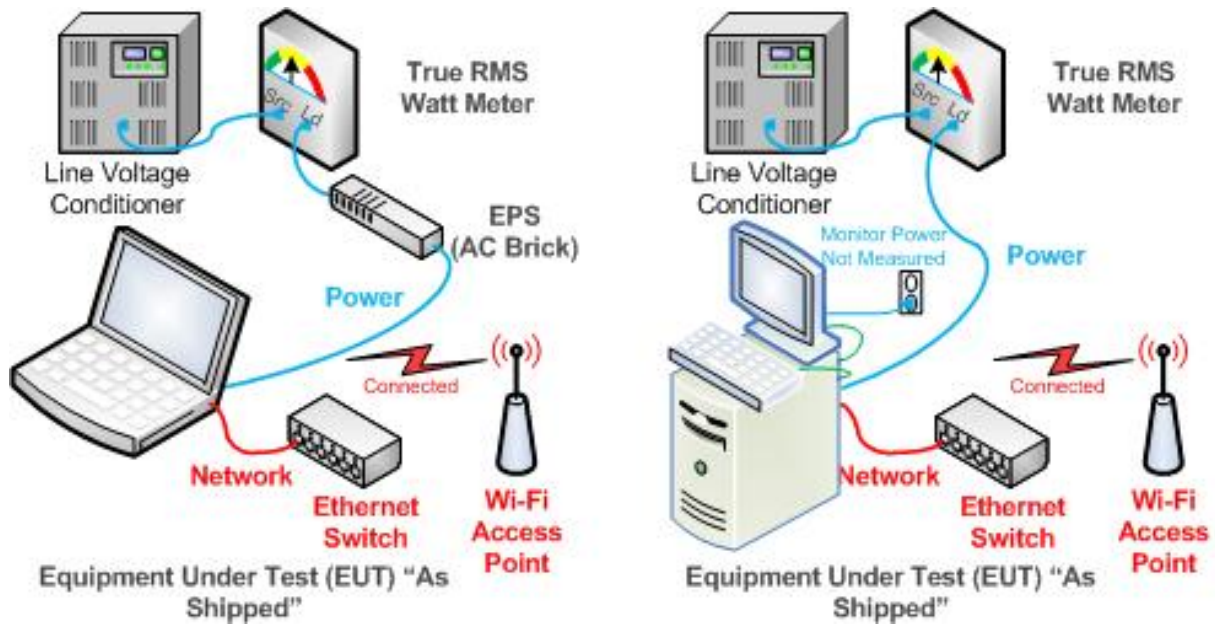 True RMS
Watt Meter
Src
Ld
Line Voltage
Conditioner
EPS
(AC Brick)
Power
Connected
Network
Ethernet
Switch
Wi-Fi
Access
Point
Equipment Under Test (EUT) “As
Shipped”
True RMS
Watt Meter
Src
Ld
Line Voltage
Conditioner
Monitor Power
Not Measured
Power
Connected
Network
Ethernet
Switch
Wi-Fi
Access
Point
Equipment Under Test (EUT) “As
Shipped”